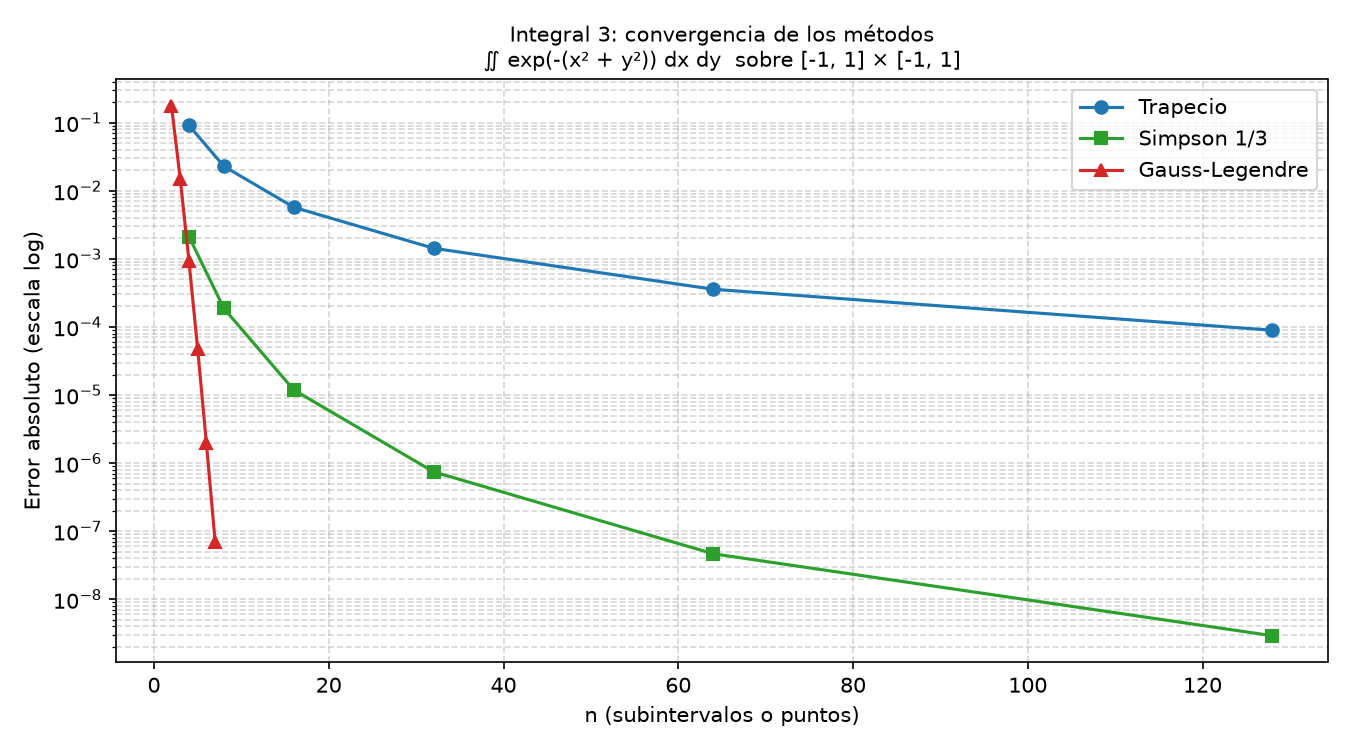 Integral 3: convergencia de los métodos
∬ exp(-(x² + y²)) dx dy  sobre [-1, 1] × [-1, 1]
Trapecio
Simpson 1/3
Gauss-Legendre
Error absoluto (escala log)
10⁻¹
10⁻²
10⁻³
10⁻⁴
10⁻⁵
10⁻⁶
10⁻⁷
10⁻⁸
0 20 40 60 80 100 120
n (subintervalos o puntos)